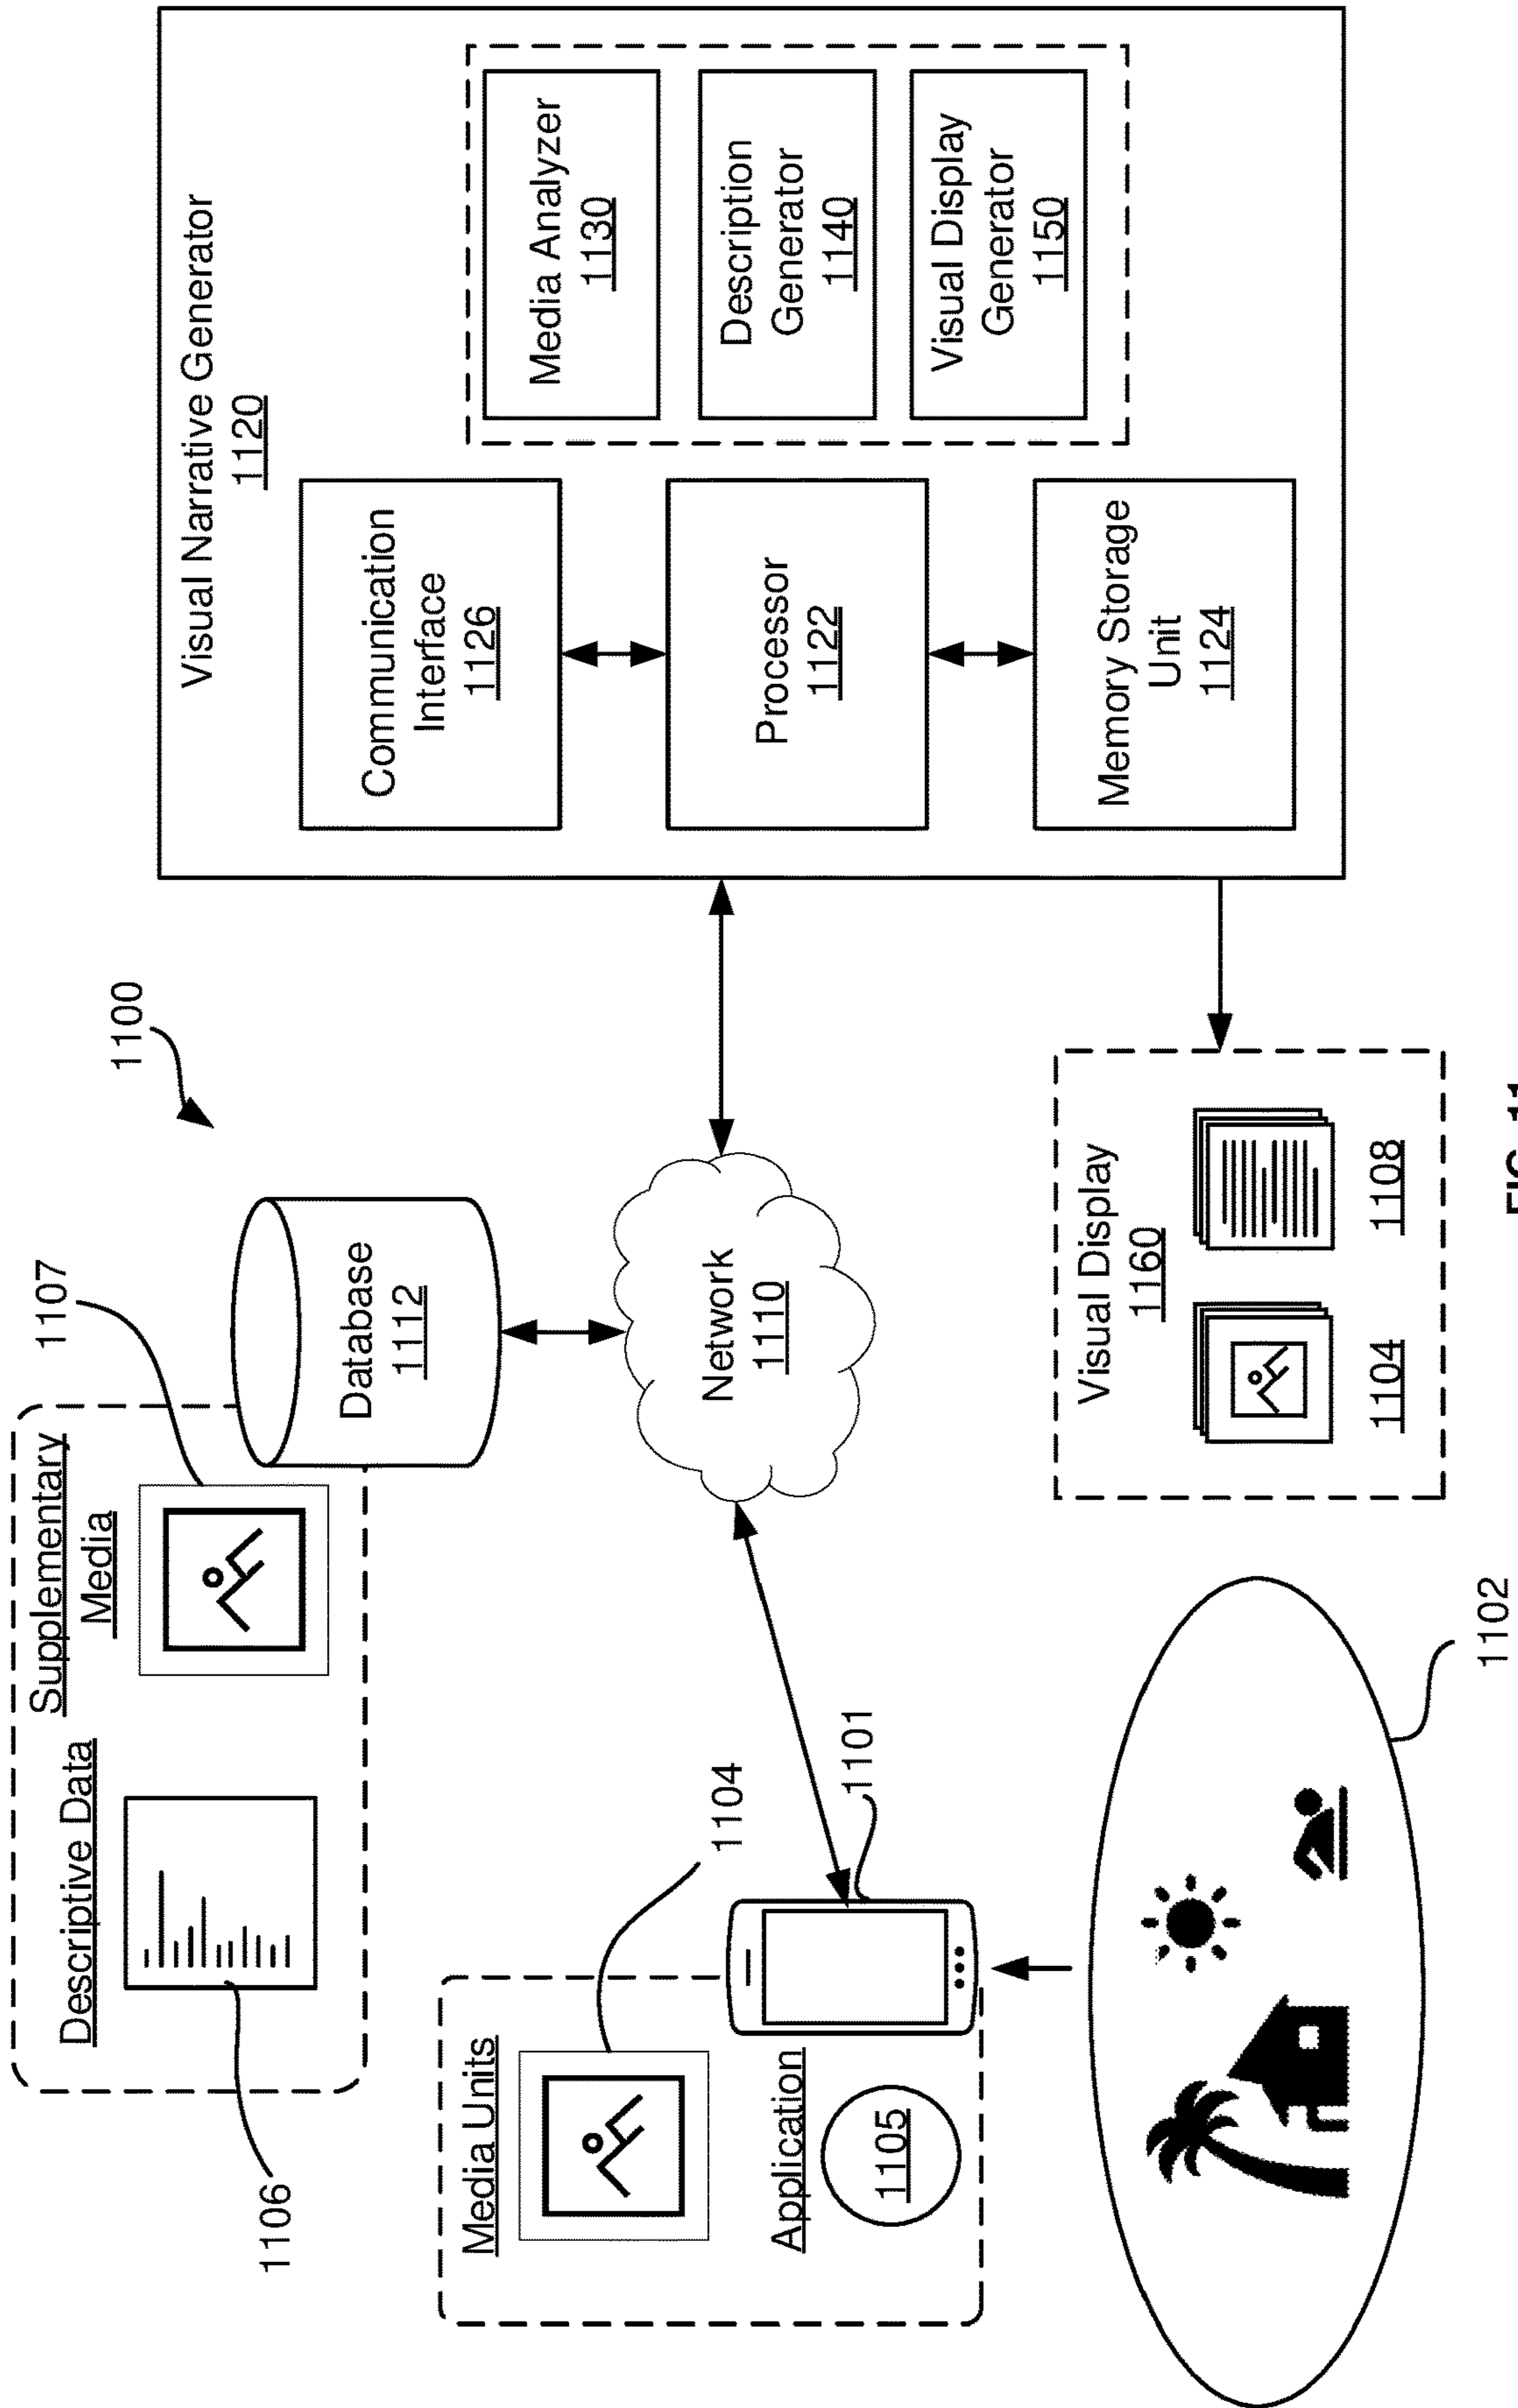 1100
Supplementary
Media
Descriptive Data
1107
1106
Database
1112
Media Units
1104
Application
1105
1101
Network
1110
1102
Visual Narrative Generator
1120
Communication
Interface
1126
Processor
1122
Memory Storage
Unit
1124
Media Analyzer
1130
Description
Generator
1140
Visual Display
Generator
1150
Visual Display
1160
1104
1108